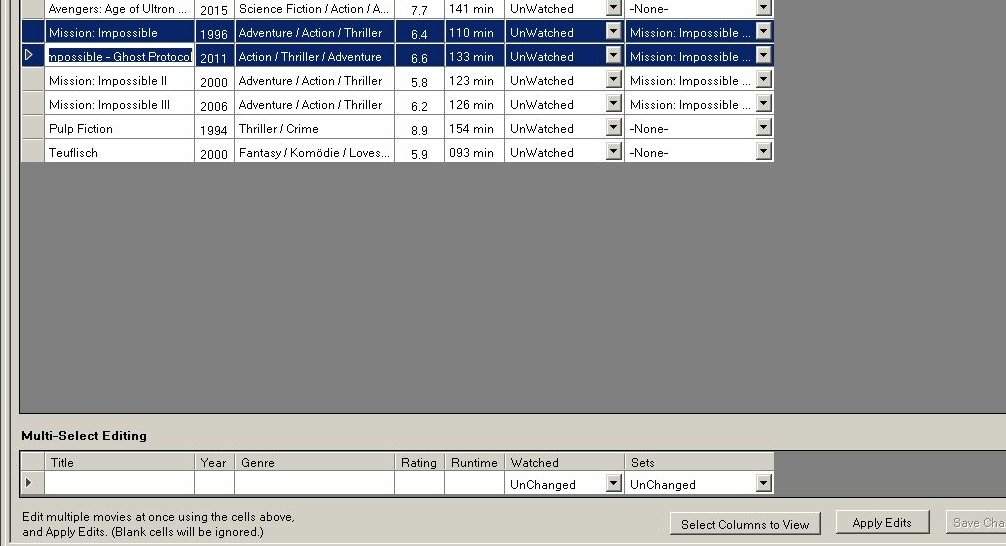 Avengers: Age of Ultron ... 2015 Science Fiction / Action / A... 7.7 141 min UnWatched -None-
Mission: Impossible 1996 Adventure / Action / Thriller 6.4 110 min UnWatched Mission: Impossible ...
mpossible - Ghost Protocol 2011 Action / Thriller / Adventure 6.6 133 min UnWatched Mission: Impossible ...
Mission: Impossible II 2000 Adventure / Action / Thriller 5.8 123 min UnWatched Mission: Impossible ...
Mission: Impossible III 2006 Adventure / Action / Thriller 6.2 126 min UnWatched Mission: Impossible ...
Pulp Fiction 1994 Thriller / Crime 8.9 154 min UnWatched -None-
Teuflisch 2000 Fantasy / Komödie / Loves... 5.9 093 min UnWatched -None-
Multi-Select Editing
Title Year Genre Rating Runtime Watched Sets
UnChanged UnChanged
Edit multiple movies at once using the cells above,
and Apply Edits. (Blank cells will be ignored.)
Select Columns to View Apply Edits Save Cha